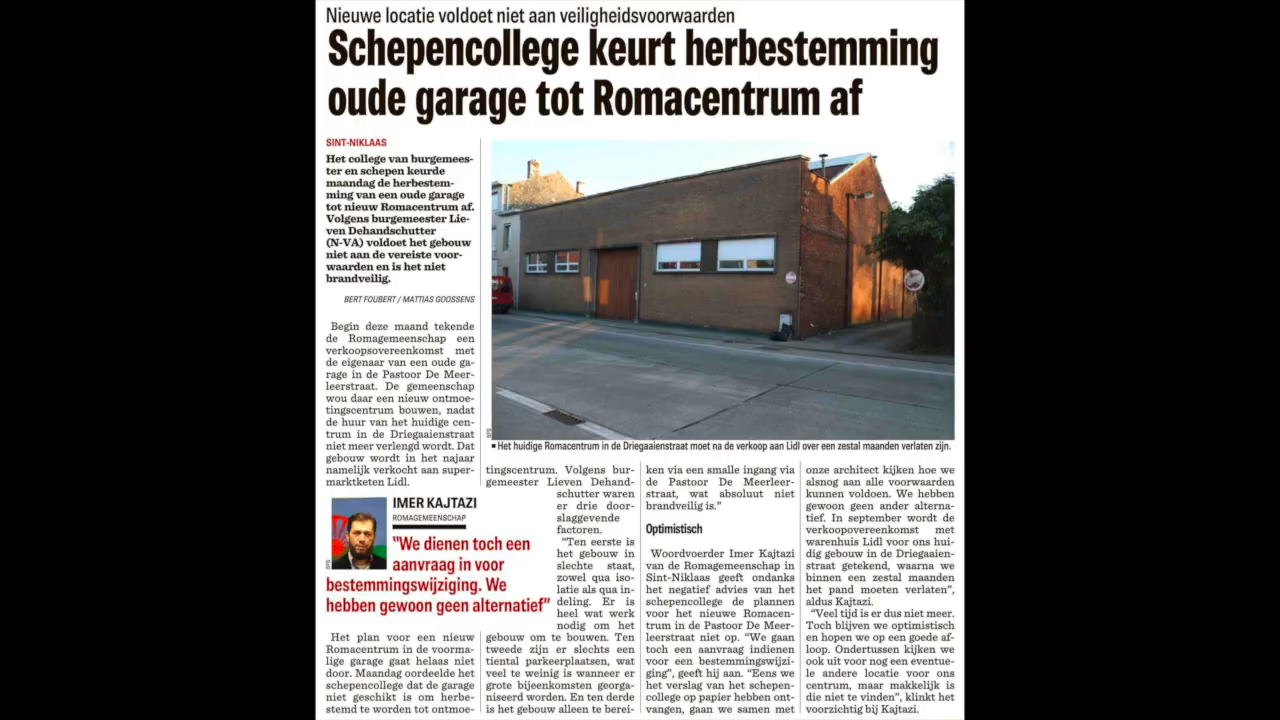 Nieuwe locatie voldoet niet aan veiligheidsvoorwaarden
Schepencollege keurt herbestemming
oude garage tot Romacentrum af
SINT-NIKLAAS
Het college van burgemees-
ter en schepen keurde
maandag de herbestem-
ming van een oude garage
tot nieuw Romacentrum af.
Volgens burgemeester Lie-
ven Dehandschutter
(N-VA) voldoet het gebouw
niet aan de vereiste voor-
waarden en is het niet
brandveilig.
BERT FOUBERT / MATTIAS GOOSSENS
Begin deze maand tekende
de Romagemeenschap een
verkoopsovereenkomst met
de eigenaar van een oude ga-
rage in de Pastoor De Meer-
leerstraat. De gemeenschap
wou daar een nieuw ontmoe-
tingscentrum bouwen, nadat
de huur van het huidige cen-
trum in de Driegaaienstraat
niet meer verlengd wordt. Dat
gebouw wordt in het najaar
namelijk verkocht aan super-
marktketen Lidl.
▪ Het huidige Romacentrum in de Driegaaienstraat moet na de verkoop aan Lidl over een zestal maanden verlaten zijn.
IMER KAJTAZI
ROMAGEMEENSCHAP
"We dienen toch een
aanvraag in voor
bestemmingswijziging. We
hebben gewoon geen alternatief"
Het plan voor een nieuw
Romacentrum in de voorma-
lige garage gaat helaas niet
door. Maandag oordeelde het
schepencollege dat de garage
niet geschikt is om herbe-
stemd te worden tot ontmoe-
tingscentrum. Volgens bur-
gemeester Lieven Dehand-
schutter waren
er drie door-
slaggevende
factoren.
"Ten eerste is
het gebouw in
slechte staat,
zowel qua iso-
latie als qua in-
deling. Er is
heel wat werk
nodig om het
gebouw om te bouwen. Ten
tweede zijn er slechts een
tiental parkeerplaatsen, wat
veel te weinig is wanneer er
grote bijeenkomsten georga-
niseerd worden. En ten derde
is het gebouw alleen te berei-
ken via een smalle ingang via
de Pastoor De Meerleer-
straat, wat absoluut niet
brandveilig is."
Optimistisch
Woordvoerder Imer Kajtazi
van de Romagemeenschap in
Sint-Niklaas geeft ondanks
het negatief advies van het
schepencollege de plannen
voor het nieuwe Romacen-
trum in de Pastoor De Meer-
leerstraat niet op. "We gaan
toch een aanvraag indienen
voor een bestemmingswijzi-
ging", geeft hij aan. "Eens we
het verslag van het schepen-
college op papier hebben ont-
vangen, gaan we samen met
onze architect kijken hoe we
alsnog aan alle voorwaarden
kunnen voldoen. We hebben
gewoon geen ander alterna-
tief. In september wordt de
verkoopovereenkomst met
warenhuis Lidl voor ons hui-
dig gebouw in de Driegaaien-
straat getekend, waarna we
binnen een zestal maanden
het pand moeten verlaten",
aldus Kajtazi.
"Veel tijd is er dus niet meer.
Toch blijven we optimistisch
en hopen we op een goede af-
loop. Ondertussen kijken we
ook uit voor nog een eventue-
le andere locatie voor ons
centrum, maar makkelijk is
die niet te vinden", klinkt het
voorzichtig bij Kajtazi.